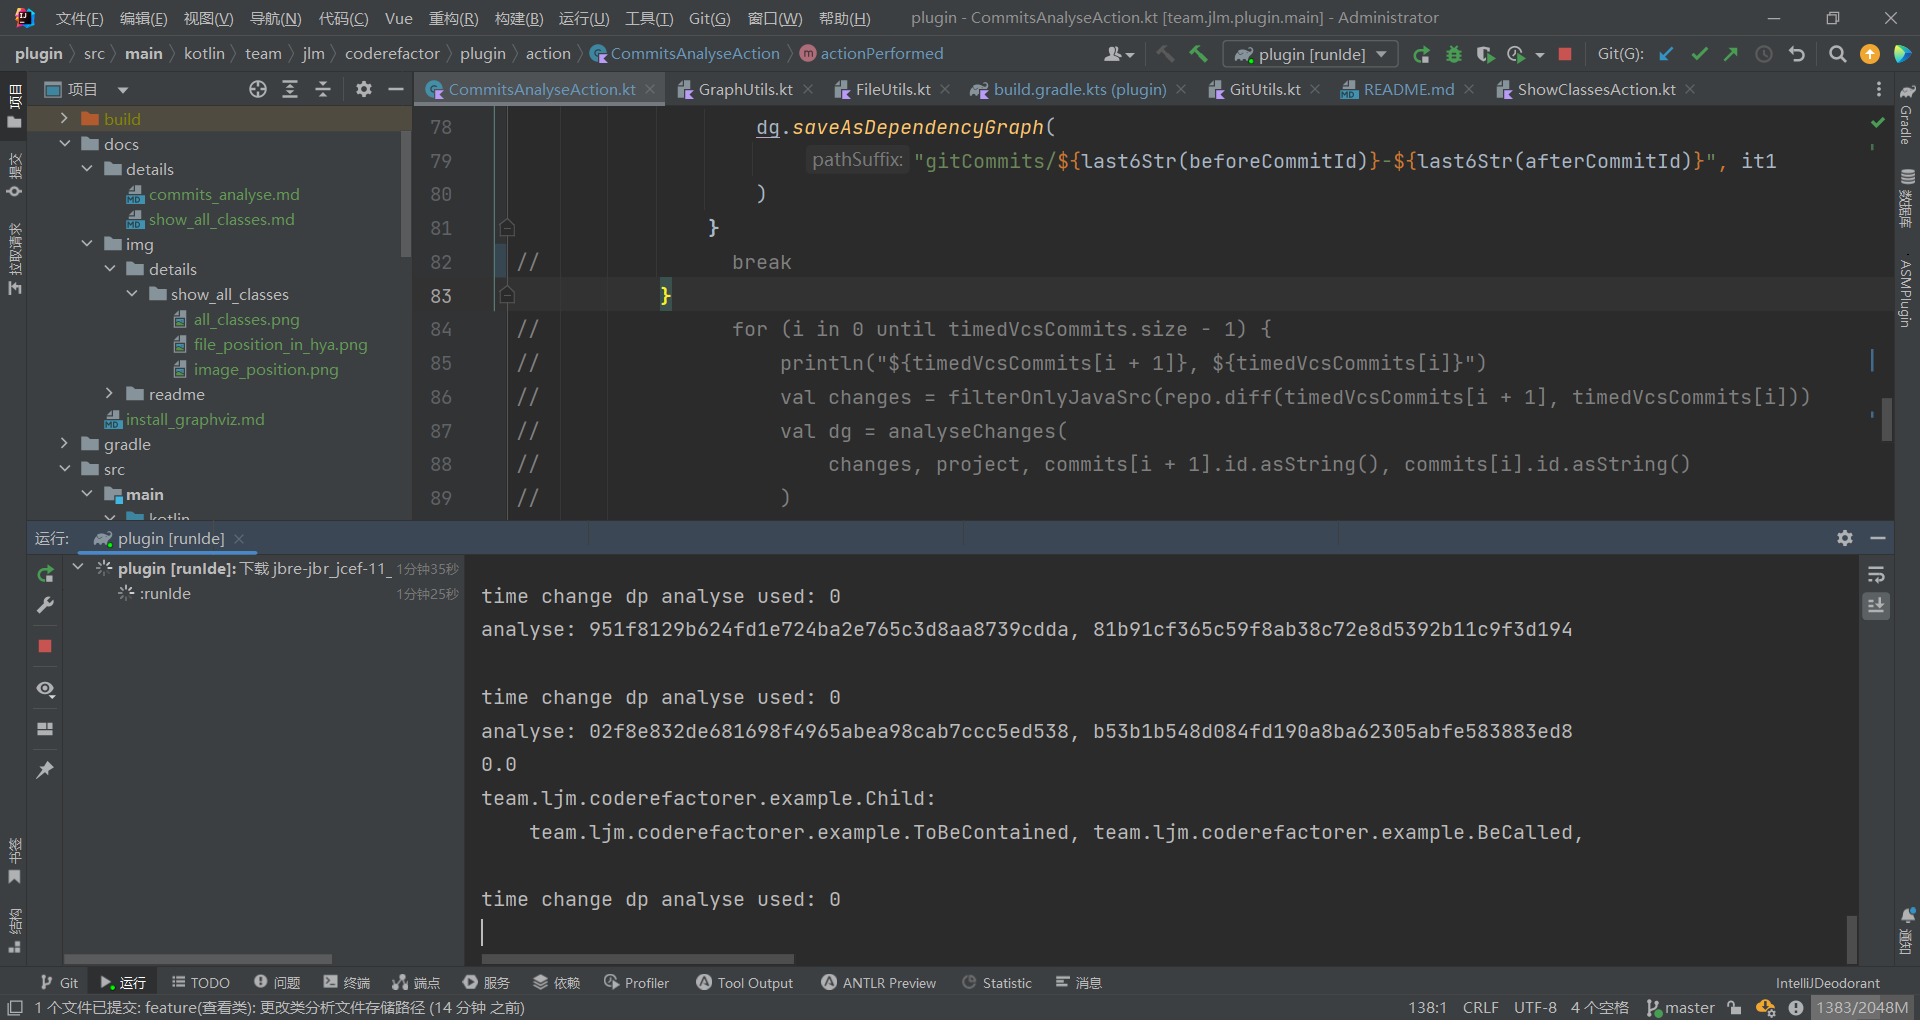 文件(F) 编辑(E) 视图(V) 导航(N) 代码(C) Vue 重构(R) 构建(B) 运行(U) 工具(T) Git(G) 窗口(W) 帮助(H) plugin - CommitsAnalyseAction.kt [team.jlm.plugin.main] - Administrator
plugin src main kotlin team jlm coderefactor plugin action CommitsAnalyseAction actionPerformed plugin [runIde] Git(G):
项目 CommitsAnalyseAction.kt GraphUtils.kt FileUtils.kt build.gradle.kts (plugin) GitUtils.kt README.md ShowClassesAction.kt
项目
提交
拉取请求
书签
结构
build
docs
details
commits_analyse.md
show_all_classes.md
img
details
show_all_classes
all_classes.png
file_position_in_hya.png
image_position.png
readme
install_graphviz.md
gradle
src
main
kotlin
78 dg.saveAsDependencyGraph(
79 pathSuffix: "gitCommits/${last6Str(beforeCommitId)}-${last6Str(afterCommitId)}", it1
80 )
81 }
82 // break
83 }
84 // for (i in 0 until timedVcsCommits.size - 1) {
85 // println("${timedVcsCommits[i + 1]}, ${timedVcsCommits[i]}")
86 // val changes = filterOnlyJavaSrc(repo.diff(timedVcsCommits[i + 1], timedVcsCommits[i]))
87 // val dg = analyseChanges(
88 // changes, project, commits[i + 1].id.asString(), commits[i].id.asString()
89 // )
Gradle
数据库
ASMPlugin
通知
运行: plugin [runIde]
plugin [runIde]: 下载 jbre-jbr_jcef-11_ 1分钟35秒
:runIde 1分钟25秒
time change dp analyse used: 0
analyse: 951f8129b624fd1e724ba2e765c3d8aa8739cdda, 81b91cf365c59f8ab38c72e8d5392b11c9f3d194
time change dp analyse used: 0
analyse: 02f8e832de681698f4965abea98cab7ccc5ed538, b53b1b548d084fd190a8ba62305abfe583883ed8
0.0
team.ljm.coderefactorer.example.Child:
team.ljm.coderefactorer.example.ToBeContained, team.ljm.coderefactorer.example.BeCalled,
time change dp analyse used: 0
Git 运行 TODO 问题 终端 端点 服务 依赖 Profiler Tool Output ANTLR Preview Statistic 消息 IntelliJDeodorant
1 个文件已提交: feature(查看类): 更改类分析文件存储路径 (14 分钟 之前) 138:1 CRLF UTF-8 4 个空格 master 1383/2048M